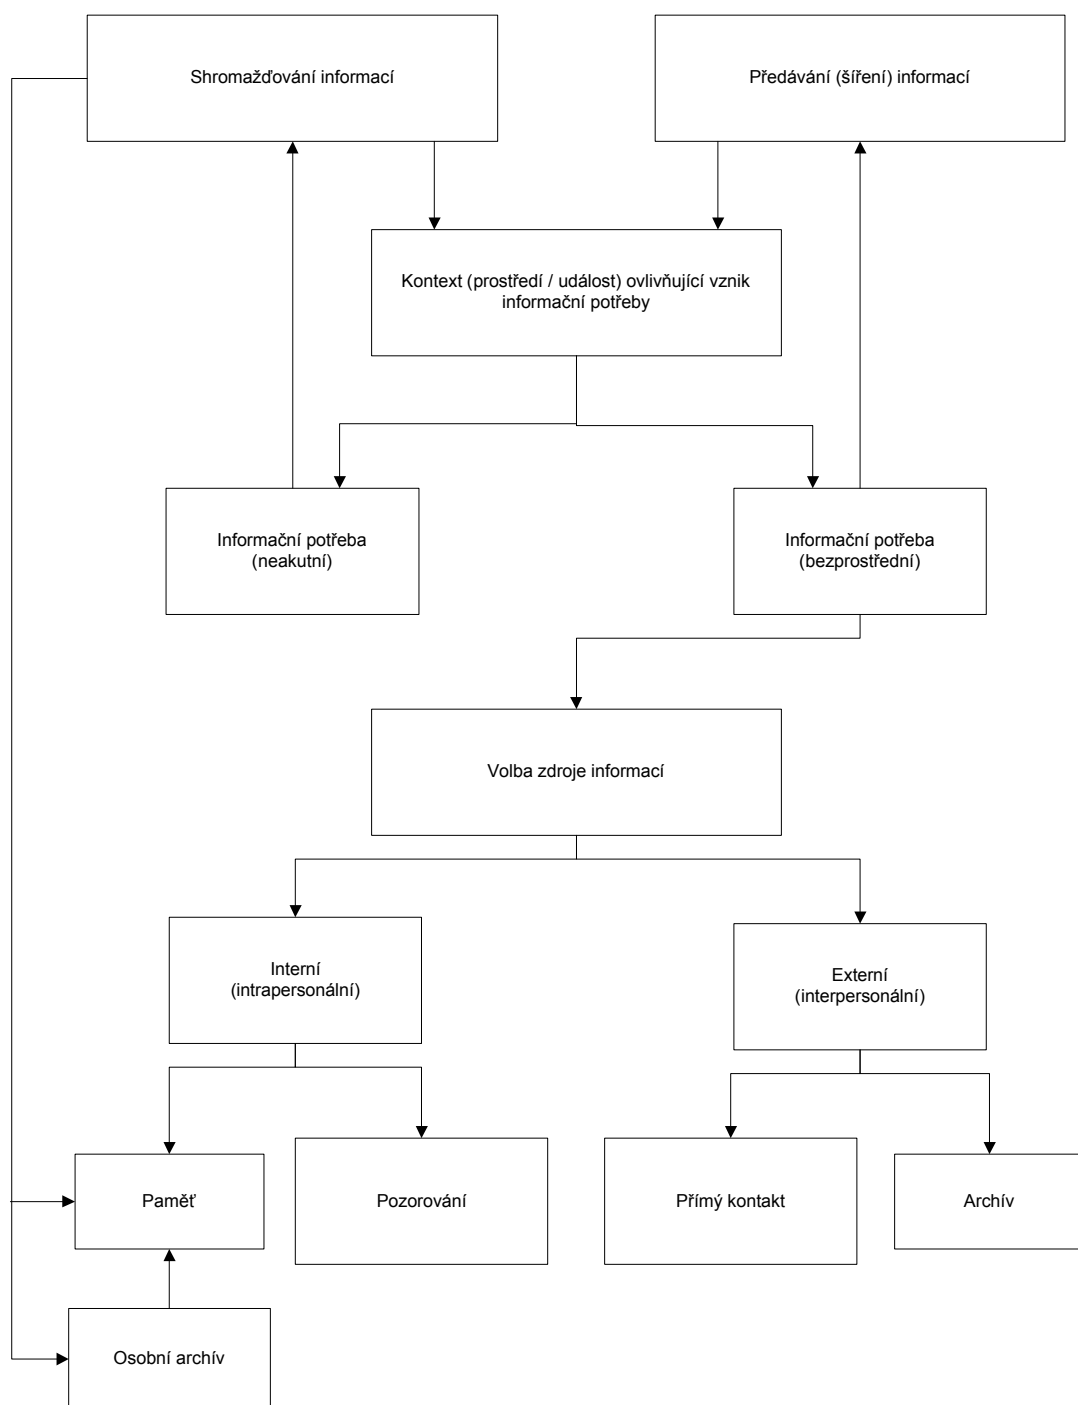 Shromažďování informací
Předávání (šíření) informací
Kontext (prostředí / událost) ovlivňující vznik
informační potřeby
Informační potřeba
(neakutní)
Informační potřeba
(bezprostřední)
Volba zdroje informací
Interní
(intrapersonální)
Externí
(interpersonální)
Paměť
Pozorování
Přímý kontakt
Archív
Osobní archív